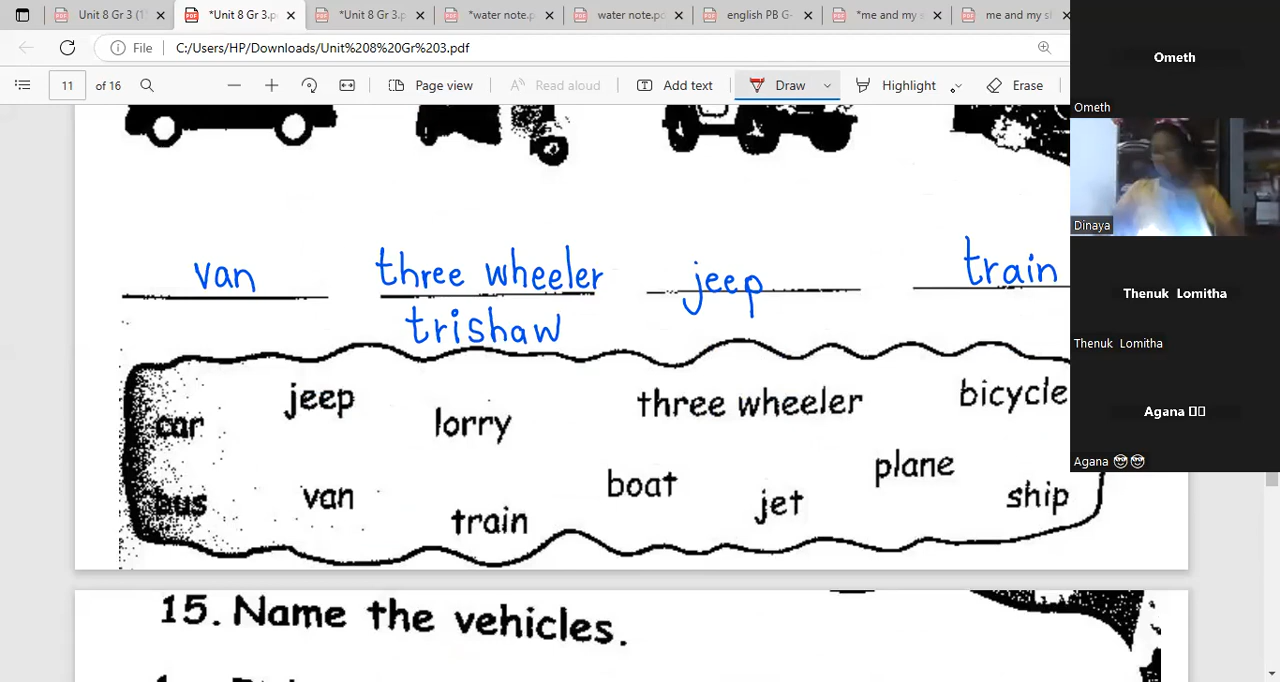 Unit 8 Gr 3 (1
*Unit 8 Gr 3.p
*Unit 8 Gr 3.p
*water note.p
water note.p
english PB G-
*me and my s
me and my s
File
C:/Users/HP/Downloads/Unit%208%20Gr%203.pdf
11 of 16
Page view
Read aloud
Add text
Draw
Highlight
Erase
Ometh
Ometh
Dinaya
Thenuk Lomitha
Thenuk Lomitha
Agana
Agana 😎😎
van three wheeler jeep train
trishaw
jeep three wheeler bicycle
car lorry
plane
bus van boat jet ship
train
15. Name the vehicles.